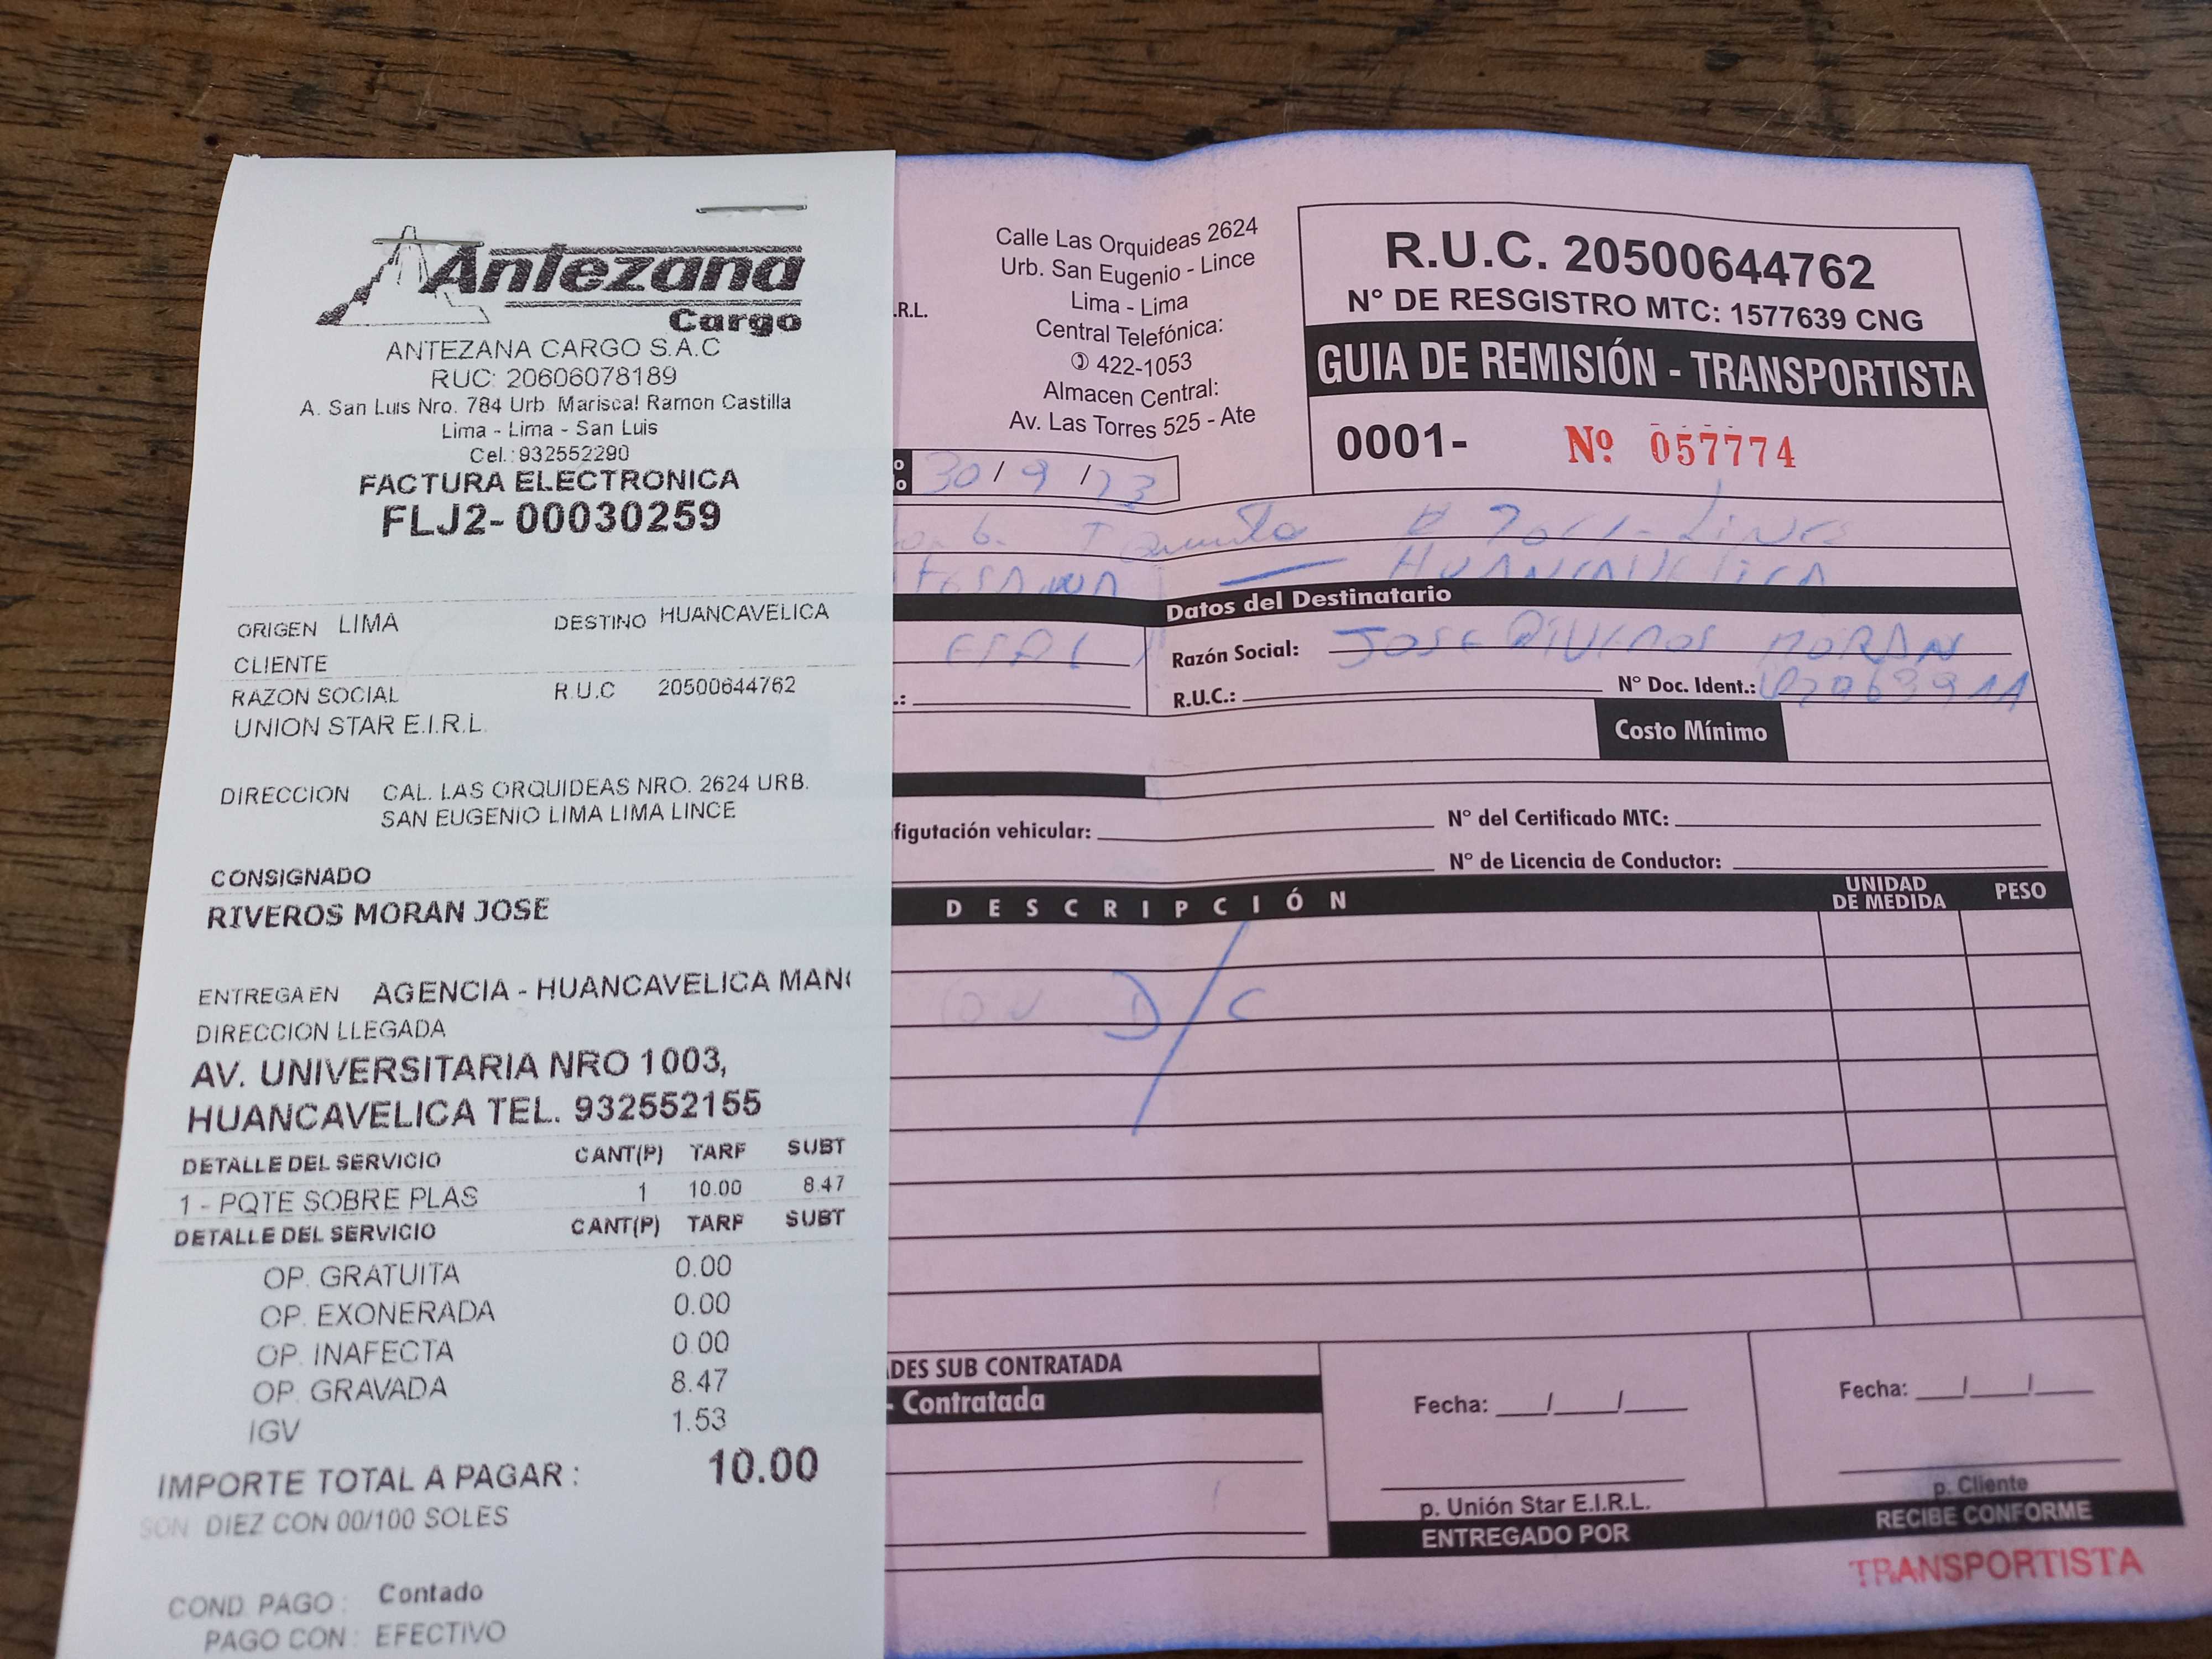 Antezana
Cargo
ANTEZANA CARGO S.A.C
RUC: 20606078189
A. San Luis Nro. 784 Urb. Mariscal Ramon Castilla
Lima - Lima - San Luis
Cel.:932552290
FACTURA ELECTRONICA
FLJ2- 00030259
ORIGEN LIMA DESTINO HUANCAVELICA
CLIENTE
RAZON SOCIAL R.U.C 20500644762
UNION STAR E.I.R.L.
DIRECCION CAL. LAS ORQUIDEAS NRO. 2624 URB.
SAN EUGENIO LIMA LIMA LINCE
CONSIGNADO
RIVEROS MORAN JOSE
ENTREGA EN AGENCIA - HUANCAVELICA
DIRECCION LLEGADA
AV. UNIVERSITARIA NRO 1003,
HUANCAVELICA TEL. 932552155
DETALLE DEL SERVICIO CANT(P) TARF SUBT
1 - PQTE SOBRE PLAS 1 10.00 8.47
DETALLE DEL SERVICIO CANT(P) TARF SUBT
OP. GRATUITA 0.00
OP. EXONERADA 0.00
OP. INAFECTA 0.00
OP. GRAVADA 8.47
IGV 1.53
IMPORTE TOTAL A PAGAR : 10.00
SON DIEZ CON 00/100 SOLES
COND. PAGO : Contado
PAGO CON : EFECTIVO
.R.L.
Calle Las Orquideas 2624
Urb. San Eugenio - Lince
Lima - Lima
Central Telefónica:
✆ 422-1053
Almacen Central:
Av. Las Torres 525 - Ate
R.U.C. 20500644762
N° DE RESGISTRO MTC: 1577639 CNG
GUIA DE REMISIÓN - TRANSPORTISTA
0001- Nº 057774
30 / 9 / 23
HUANCAVELICA
Datos del Destinatario
Razón Social: JOSE RIVEROS MORAN
R.U.C.: N° Doc. Ident.:
Costo Mínimo
figutación vehicular: N° del Certificado MTC:
N° de Licencia de Conductor:
DESCRIPCIÓN UNIDAD DE MEDIDA PESO
D/C
DES SUB CONTRATADA
- Contratada
Fecha: / /
p. Unión Star E.I.R.L.
ENTREGADO POR
Fecha: / /
p. Cliente
RECIBE CONFORME
TRANSPORTISTA